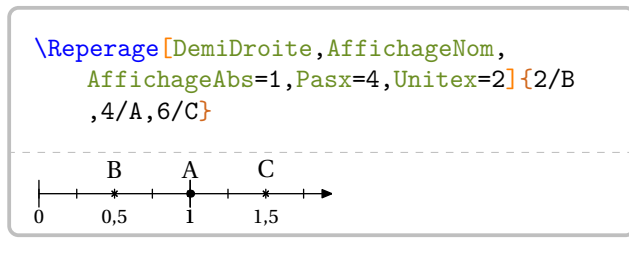 \Reperage[DemiDroite,AffichageNom,
AffichageAbs=1,Pasx=4,Unitex=2]{2/B
,4/A,6/C}
B A C
0 0,5 1 1,5